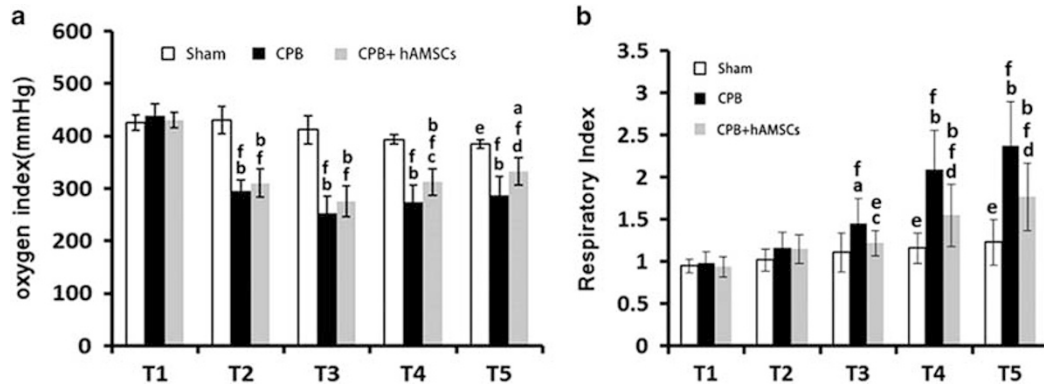 a
600
500
400
300
200
100
0
oxygen index(mmHg)
Sham CPB CPB+ hAMSCs
f
b
b
f
f
b
b
f
f
b
b
f
c
e
f
b
a
f
d
T1 T2 T3 T4 T5
b
3.5
3
2.5
2
1.5
1
0.5
0
Respiratory Index
Sham
CPB
CPB+hAMSCs
f
a
e
c
e
f
b
b
f
d
e
f
b
b
f
d
T1 T2 T3 T4 T5